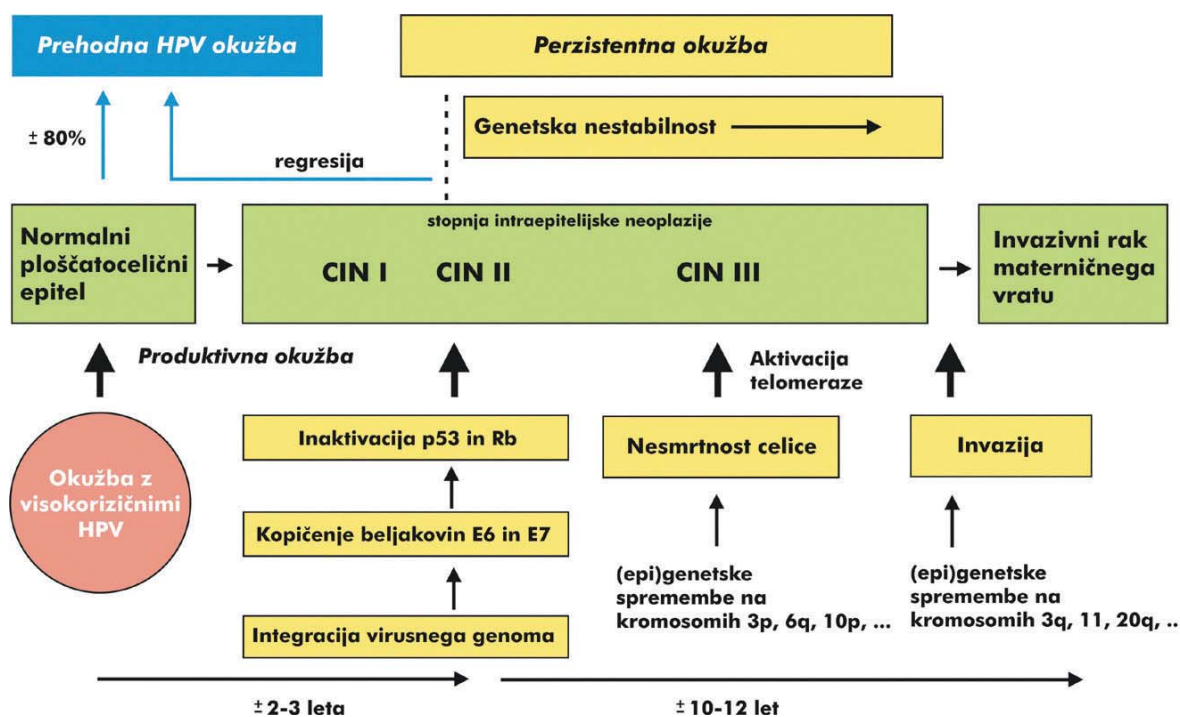 Prehodna HPV okužba
Perzistentna okužba
± 80%
regresija
Genetska nestabilnost
Normalni
ploščatocelični
epitel
stopnja intraepitelijske neoplazije
CIN I
CIN II
CIN III
Invazivni rak
materničnega
vratu
Produktivna okužba
Aktivacija
telomeraze
Okužba z
visokorizičnimi
HPV
Inaktivacija p53 in Rb
Kopičenje beljakovin E6 in E7
Integracija virusnega genoma
Nesmrtnost celice
(epi)genetske
spremembe na
kromosomih 3p, 6q, 10p, ...
Invazija
(epi)genetske
spremembe na
kromosomih 3q, 11, 20q, ..
± 2-3 leta
± 10-12 let